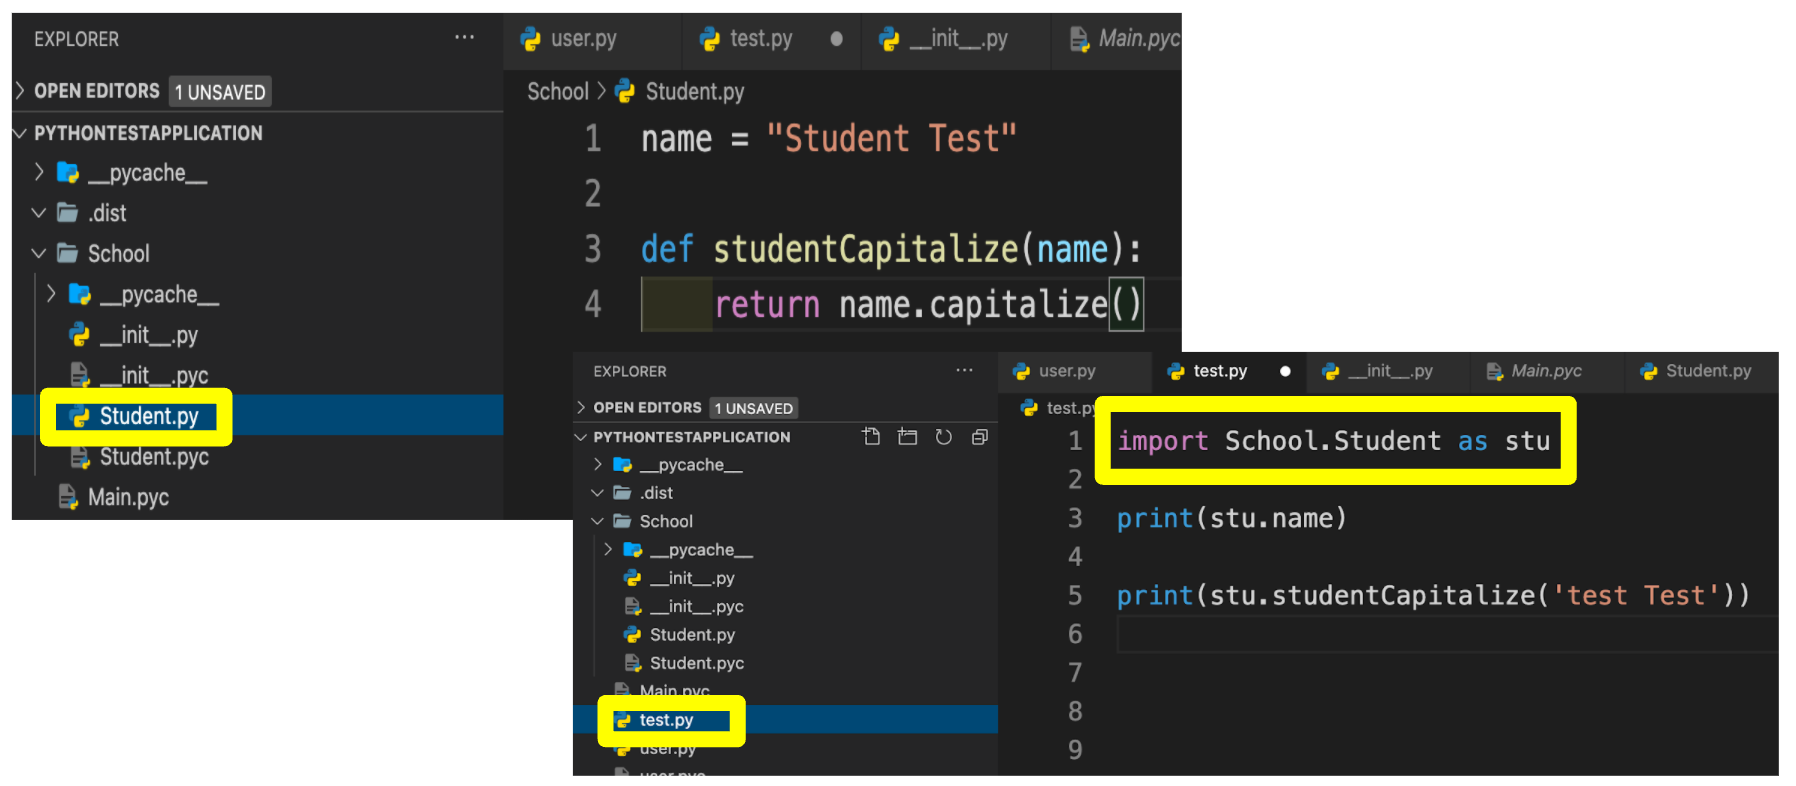 EXPLORER ...
OPEN EDITORS 1 UNSAVED
PYTHONTESTAPPLICATION
__pycache__
.dist
School
__pycache__
__init__.py
__init__.pyc
Student.py
Student.pyc
Main.pyc
user.py test.py __init__.py Main.pyc
School > Student.py
1 name = "Student Test"
2
3 def studentCapitalize(name):
4 return name.capitalize()
EXPLORER ...
OPEN EDITORS 1 UNSAVED
PYTHONTESTAPPLICATION
__pycache__
.dist
School
__pycache__
__init__.py
__init__.pyc
Student.py
Student.pyc
Main.pyc
test.py
user.py
user.pyc
user.py test.py __init__.py Main.pyc Student.py
test.py
1 import School.Student as stu
2
3 print(stu.name)
4
5 print(stu.studentCapitalize('test Test'))
6
7
8
9